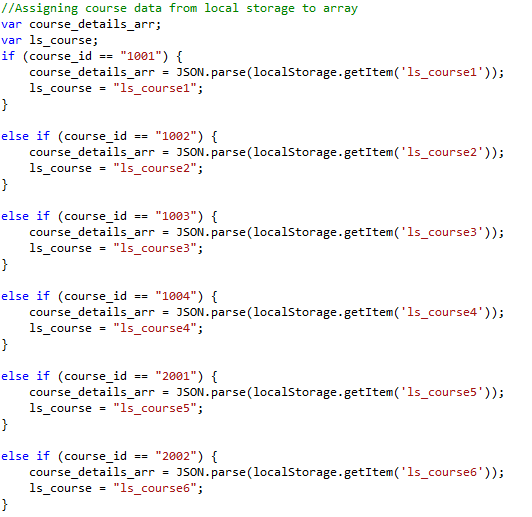 //Assigning course data from local storage to array
var course_details_arr;
var ls_course;
if (course_id == "1001") {
    course_details_arr = JSON.parse(localStorage.getItem('ls_course1'));
    ls_course = "ls_course1";
}

else if (course_id == "1002") {
    course_details_arr = JSON.parse(localStorage.getItem('ls_course2'));
    ls_course = "ls_course2";
}

else if (course_id == "1003") {
    course_details_arr = JSON.parse(localStorage.getItem('ls_course3'));
    ls_course = "ls_course3";
}

else if (course_id == "1004") {
    course_details_arr = JSON.parse(localStorage.getItem('ls_course4'));
    ls_course = "ls_course4";
}

else if (course_id == "2001") {
    course_details_arr = JSON.parse(localStorage.getItem('ls_course5'));
    ls_course = "ls_course5";
}

else if (course_id == "2002") {
    course_details_arr = JSON.parse(localStorage.getItem('ls_course6'));
    ls_course = "ls_course6";
}